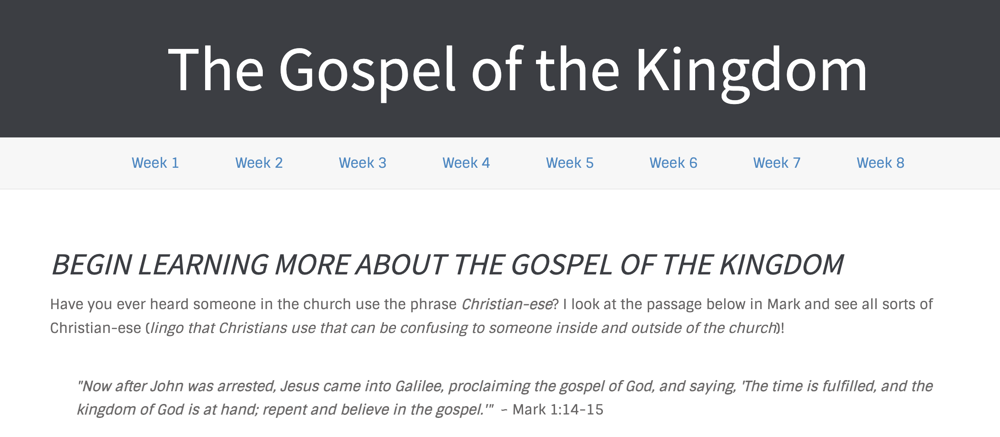 The Gospel of the Kingdom
Week 1 Week 2 Week 3 Week 4 Week 5 Week 6 Week 7 Week 8
BEGIN LEARNING MORE ABOUT THE GOSPEL OF THE KINGDOM
Have you ever heard someone in the church use the phrase Christian-ese? I look at the passage below in Mark and see all sorts of
Christian-ese (lingo that Christians use that can be confusing to someone inside and outside of the church)!
"Now after John was arrested, Jesus came into Galilee, proclaiming the gospel of God, and saying, 'The time is fulfilled, and the
kingdom of God is at hand; repent and believe in the gospel.'" ~ Mark 1:14-15